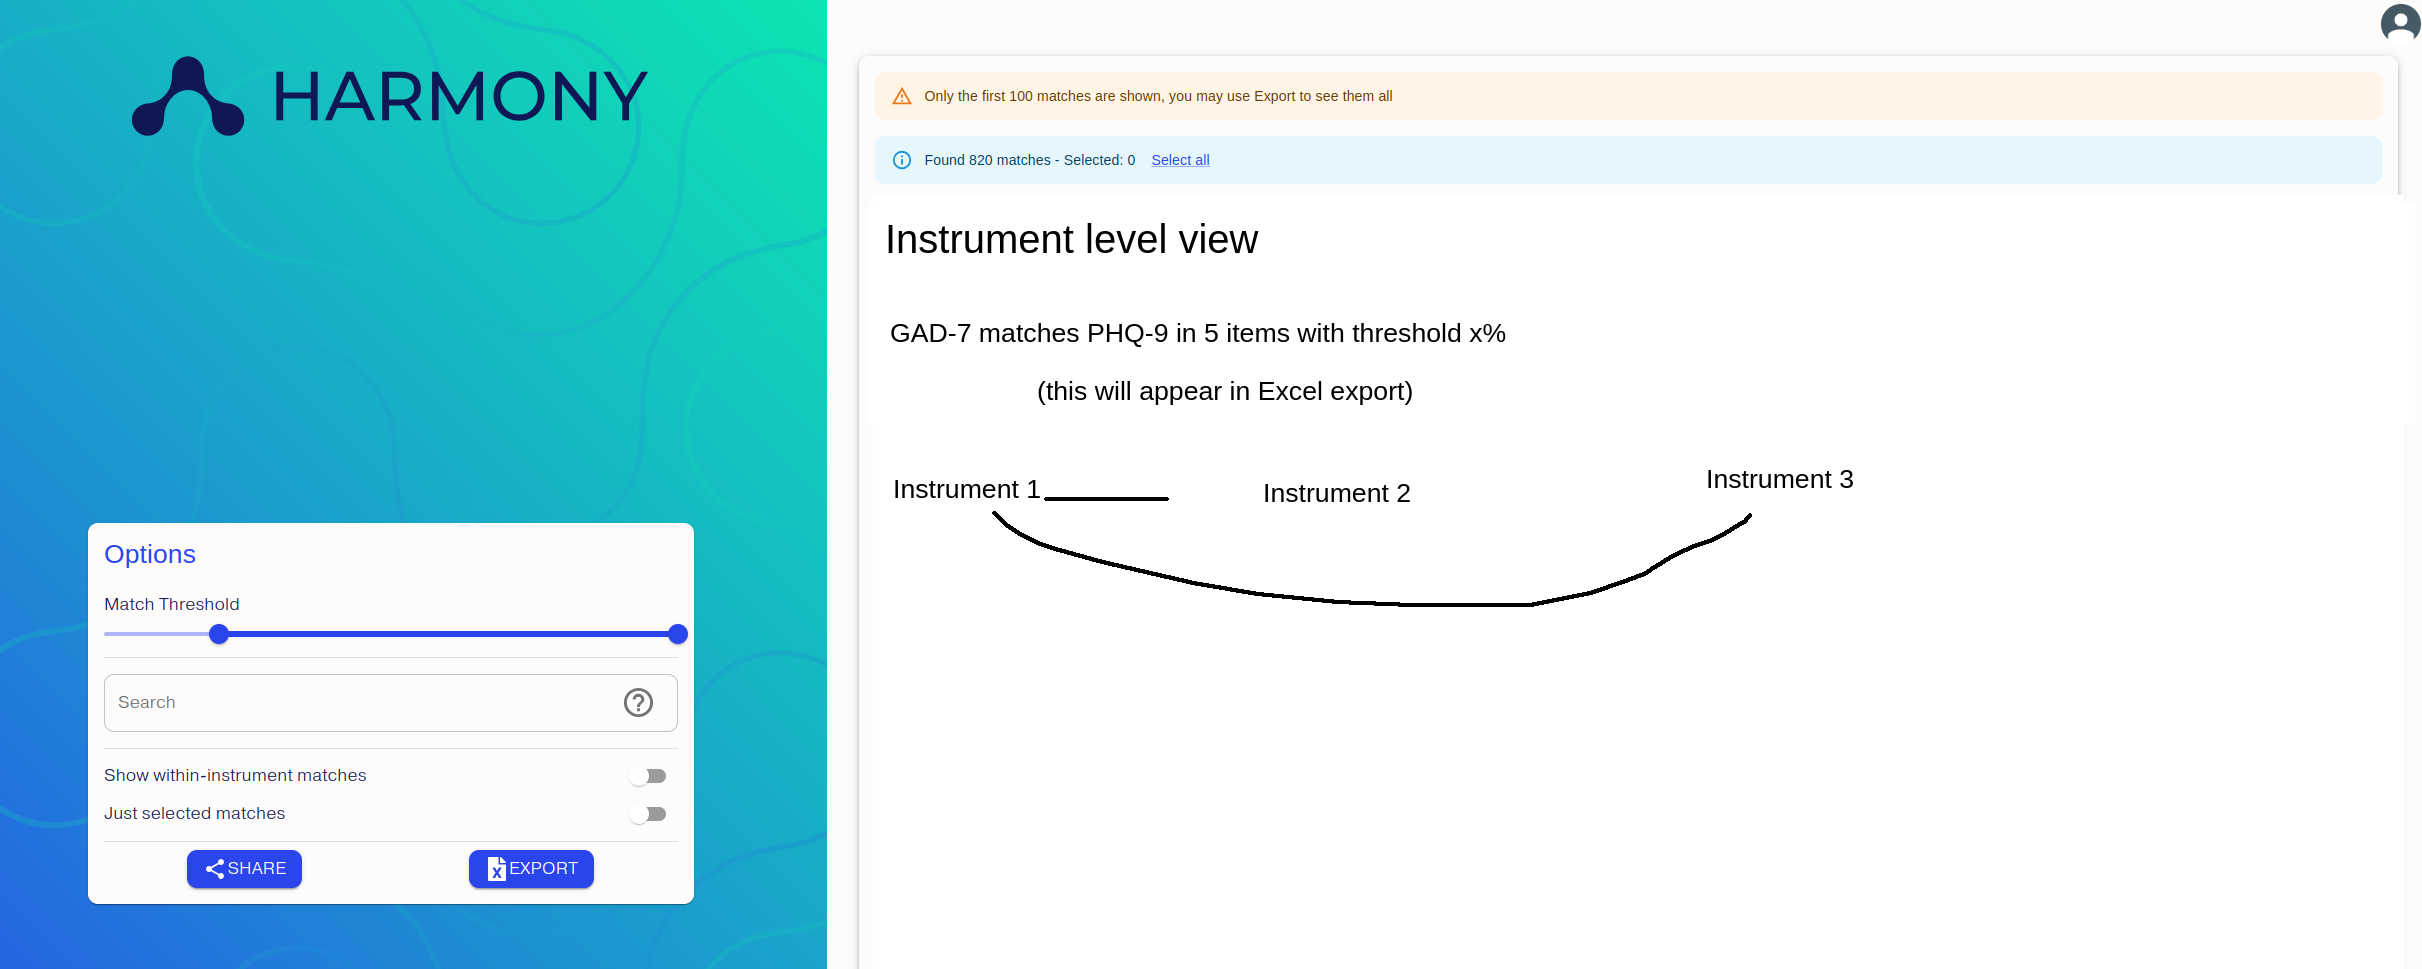 HARMONY
Options
Match Threshold
Search
Show within-instrument matches
Just selected matches
SHARE
EXPORT
Only the first 100 matches are shown, you may use Export to see them all
Found 820 matches - Selected: 0 Select all
Instrument level view
GAD-7 matches PHQ-9 in 5 items with threshold x%
(this will appear in Excel export)
Instrument 1
Instrument 2
Instrument 3